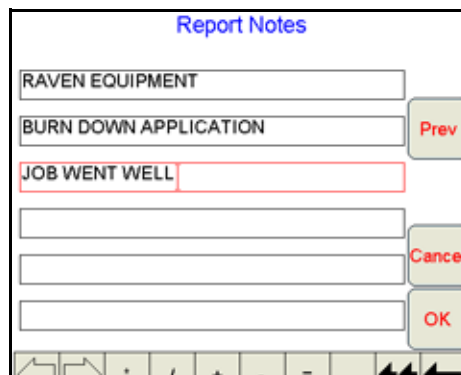 Report Notes
RAVEN EQUIPMENT
BURN DOWN APPLICATION
Prev
JOB WENT WELL
Cance
OK